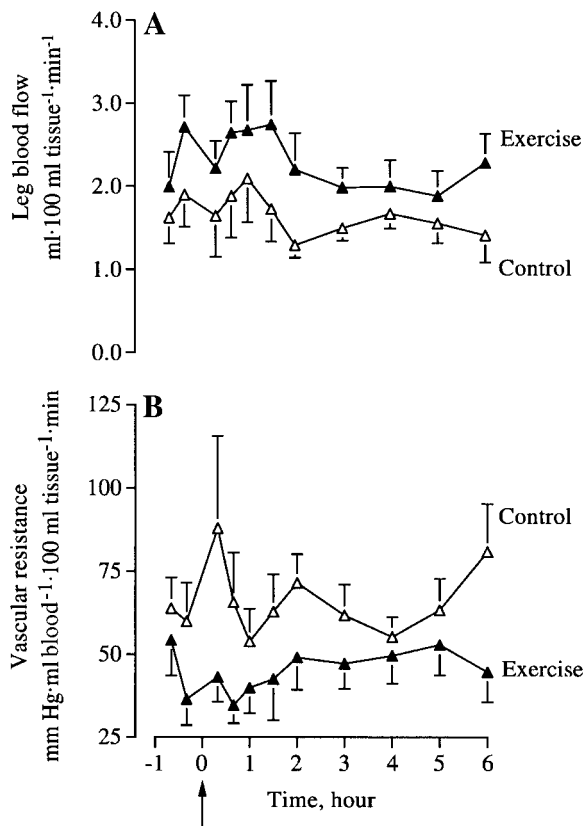 A
4.0
3.0
2.0
1.0
0.0
Leg blood flow
ml·100 ml tissue⁻¹·min⁻¹
Exercise
Control
B
125
100
75
50
25
Vascular resistance
mm Hg·ml blood⁻¹·100 ml tissue⁻¹·min
Control
Exercise
-1 0 1 2 3 4 5 6
Time, hour